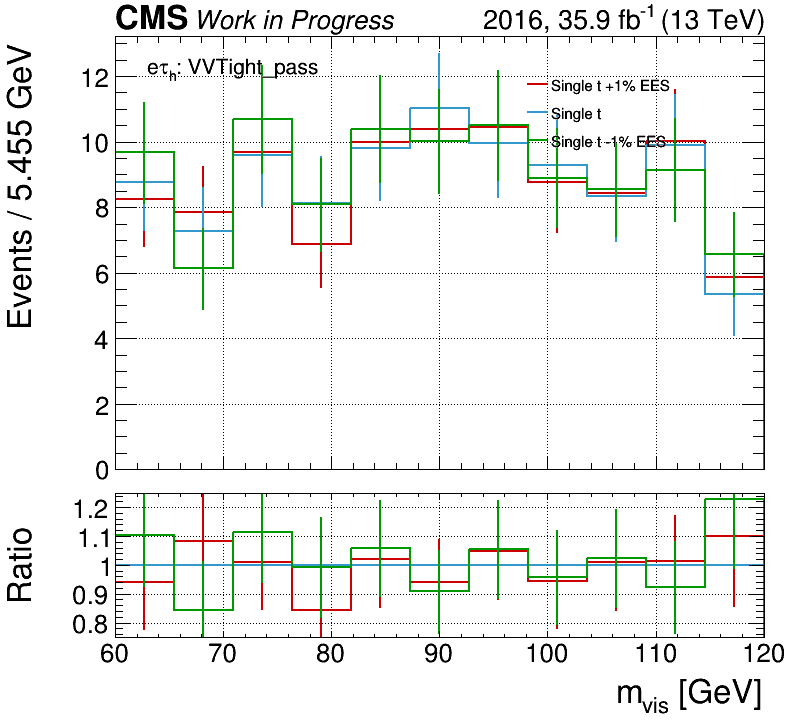 CMS Work in Progress 2016, 35.9 fb⁻¹ (13 TeV)
eτₕ: VVTight_pass
Single t +1% EES
Single t
Single t -1% EES
Events / 5.455 GeV
12
10
8
6
4
2
0
Ratio
1.2
1.1
1
0.9
0.8
60 70 80 90 100 110 120
m_vis [GeV]